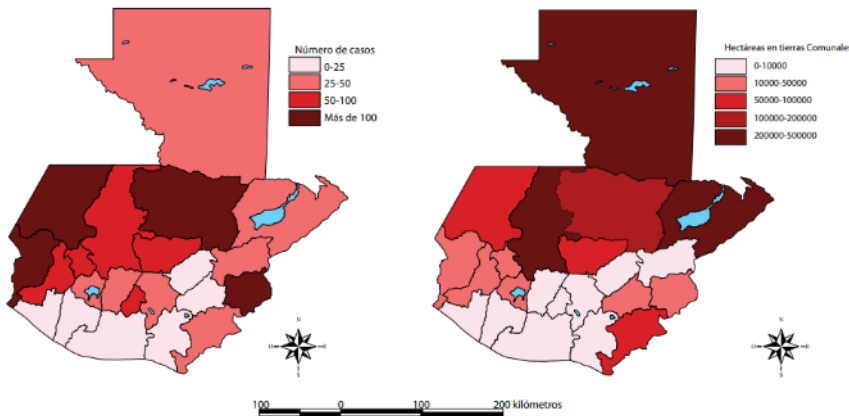 Número de casos
0-25
25-50
50-100
Más de 100
Hectáreas en tierras Comunales
0-10000
10000-50000
50000-100000
100000-200000
200000-500000
N
O
E
S
N
O
E
S
100 0 100 200 kilómetros